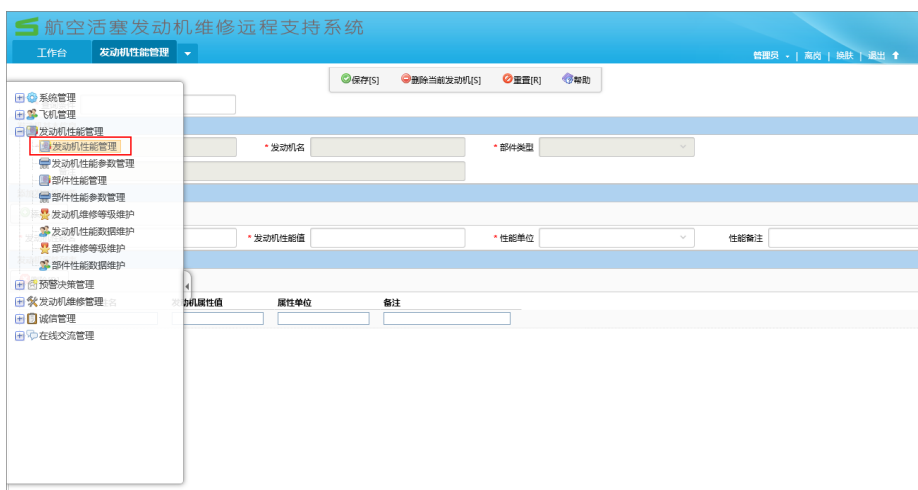 航空活塞发动机维修远程支持系统
工作台 发动机性能管理
管理员 | 离岗 | 换肤 | 退出
保存[S] 删除当前发动机[S] 重置[R] 帮助
系统管理
飞机管理
发动机性能管理
发动机性能管理 * 发动机名 * 部件类型
发动机性能参数管理
部件性能管理
部件性能参数管理
发动机维修等级维护
发动机性能数据维护 * 发动机性能值 * 性能单位 性能备注
部件维修等级维护
部件性能数据维护
预警决策管理
发动机维修管理 动机属性值 属性单位 备注
诚信管理
在线交流管理